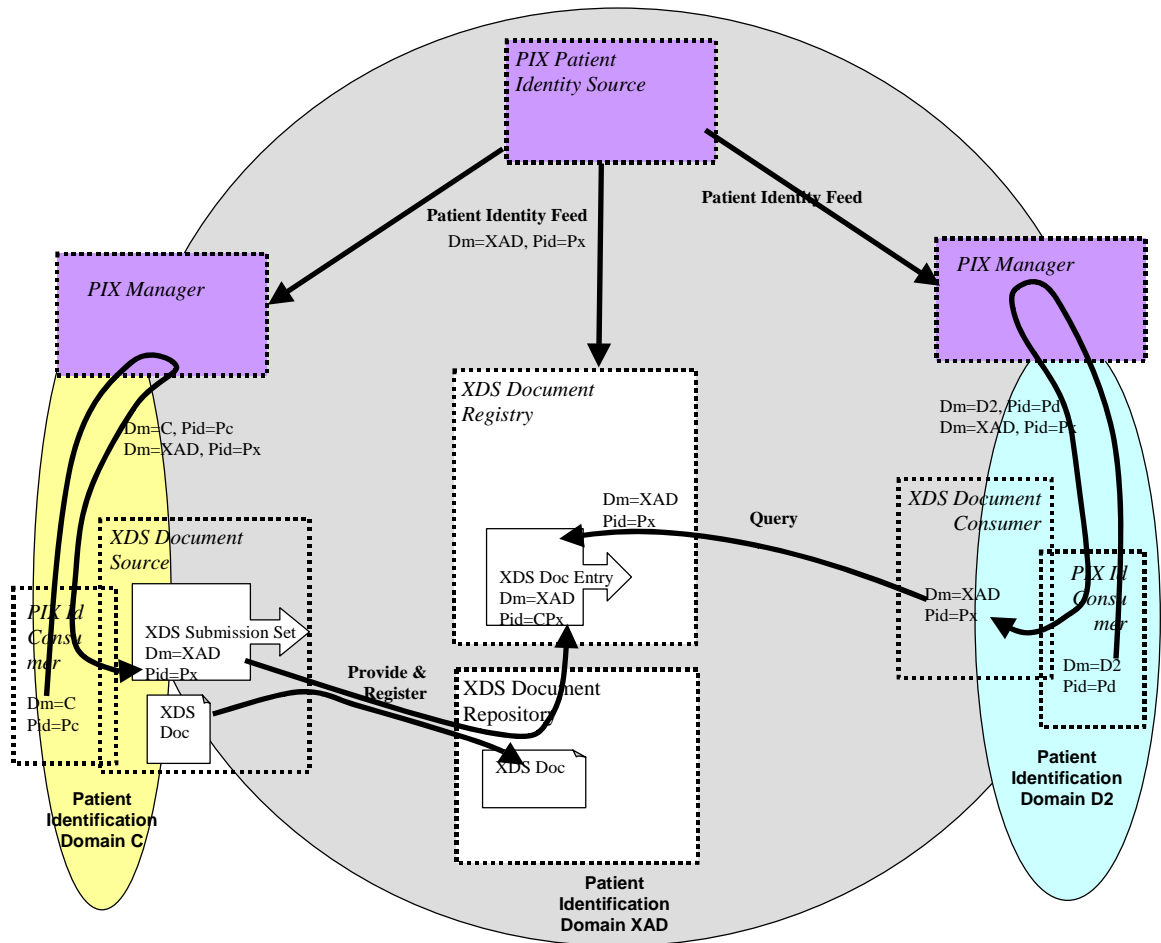 PIX Patient
Identity Source
Patient Identity Feed
Patient Identity Feed
Dm=XAD, Pid=Px
PIX Manager
PIX Manager
XDS Document
Registry
Dm=C, Pid=Pc
Dm=XAD, Pid=Px
Dm=D2, Pid=Pd
Dm=XAD, Pid=Px
Dm=XAD
Pid=Px
Query
XDS Document
Consumer
XDS Document
Source
XDS Doc Entry
Dm=XAD
Pid=CPx
Dm=XAD
Pid=Px
PIX Id
Consu
mer
PIX Id
Consu
mer
XDS Submission Set
Dm=XAD
Pid=Px
Provide &
Register
Dm=D2
Pid=Pd
Dm=C
Pid=Pc
XDS
Doc
XDS Document
Repository
XDS Doc
Patient
Identification
Domain C
Patient
Identification
Domain D2
Patient
Identification
Domain XAD